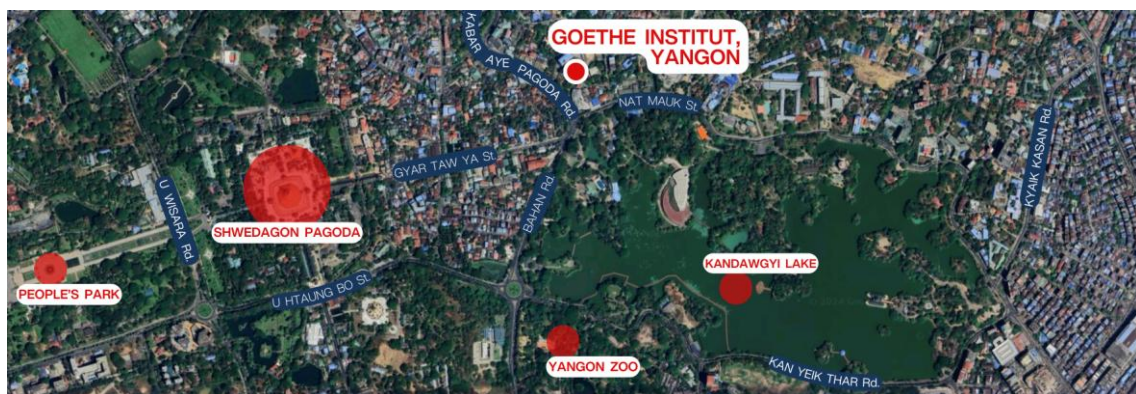 GOETHE INSTITUT,
YANGON
KABAR AYE PAGODA Rd.
NAT MAUK St.
KYAIK KASAN Rd.
GYAR TAW YA St.
U WISARA Rd.
BAHAN Rd.
SHWEDAGON PAGODA
KANDAWGYI LAKE
PEOPLE'S PARK
U HTAUNG BO St.
YANGON ZOO
KAN YEIK THAR Rd.